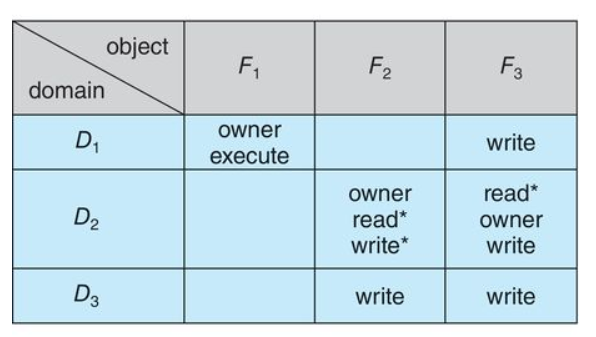 object
domain
F₁
F₂
F₃
D₁
owner
execute
write
D₂
owner
read*
write*
read*
owner
write
D₃
write
write